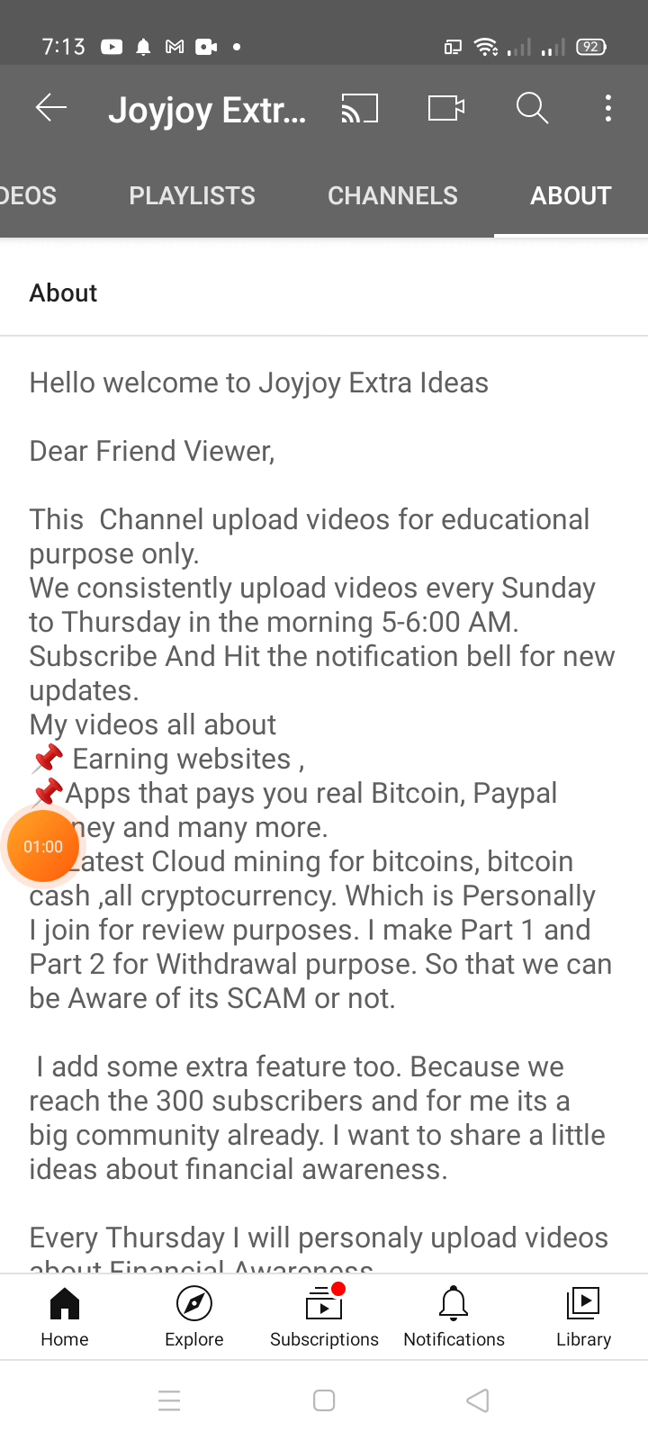 7:13
92
Joyjoy Extr...
DEOS PLAYLISTS CHANNELS ABOUT
About
Hello welcome to Joyjoy Extra Ideas
Dear Friend Viewer,
This Channel upload videos for educational
purpose only.
We consistently upload videos every Sunday
to Thursday in the morning 5-6:00 AM.
Subscribe And Hit the notification bell for new
updates.
My videos all about
📌 Earning websites ,
📌Apps that pays you real Bitcoin, Paypal
ney and many more.
01:00
Latest Cloud mining for bitcoins, bitcoin
cash ,all cryptocurrency. Which is Personally
I join for review purposes. I make Part 1 and
Part 2 for Withdrawal purpose. So that we can
be Aware of its SCAM or not.
I add some extra feature too. Because we
reach the 300 subscribers and for me its a
big community already. I want to share a little
ideas about financial awareness.
Every Thursday I will personaly upload videos
about Financial Awareness
Home Explore Subscriptions Notifications Library